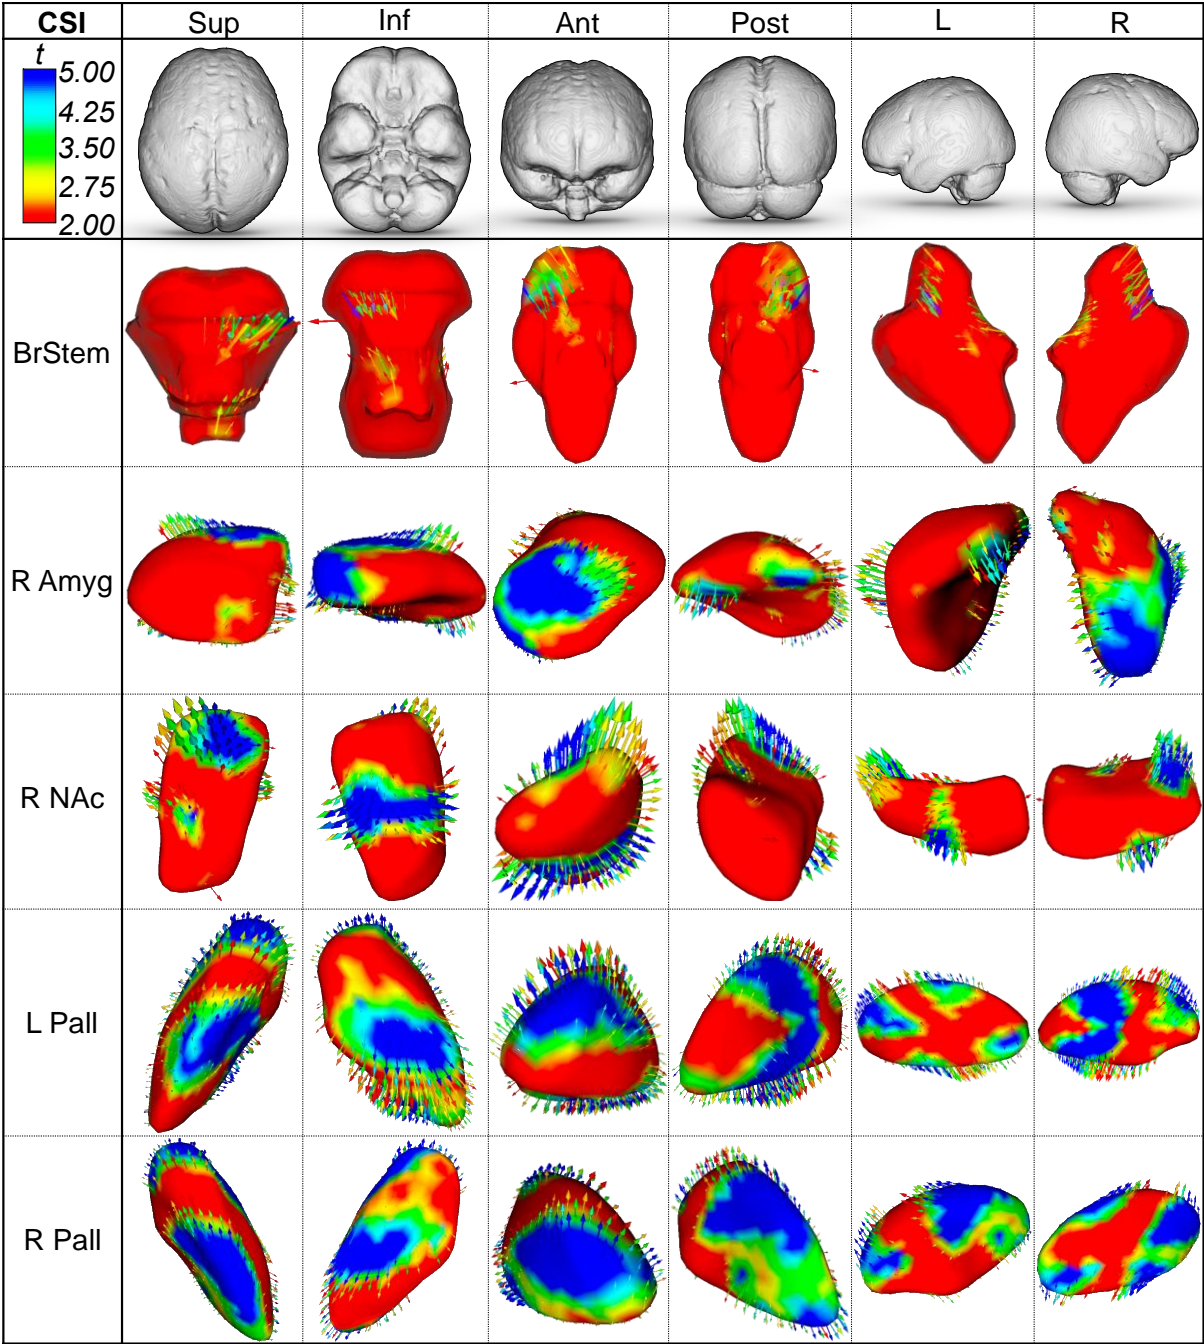 CSI Sup Inf Ant Post L R
t
5.00
4.25
3.50
2.75
2.00
BrStem
R Amyg
R NAc
L Pall
R Pall